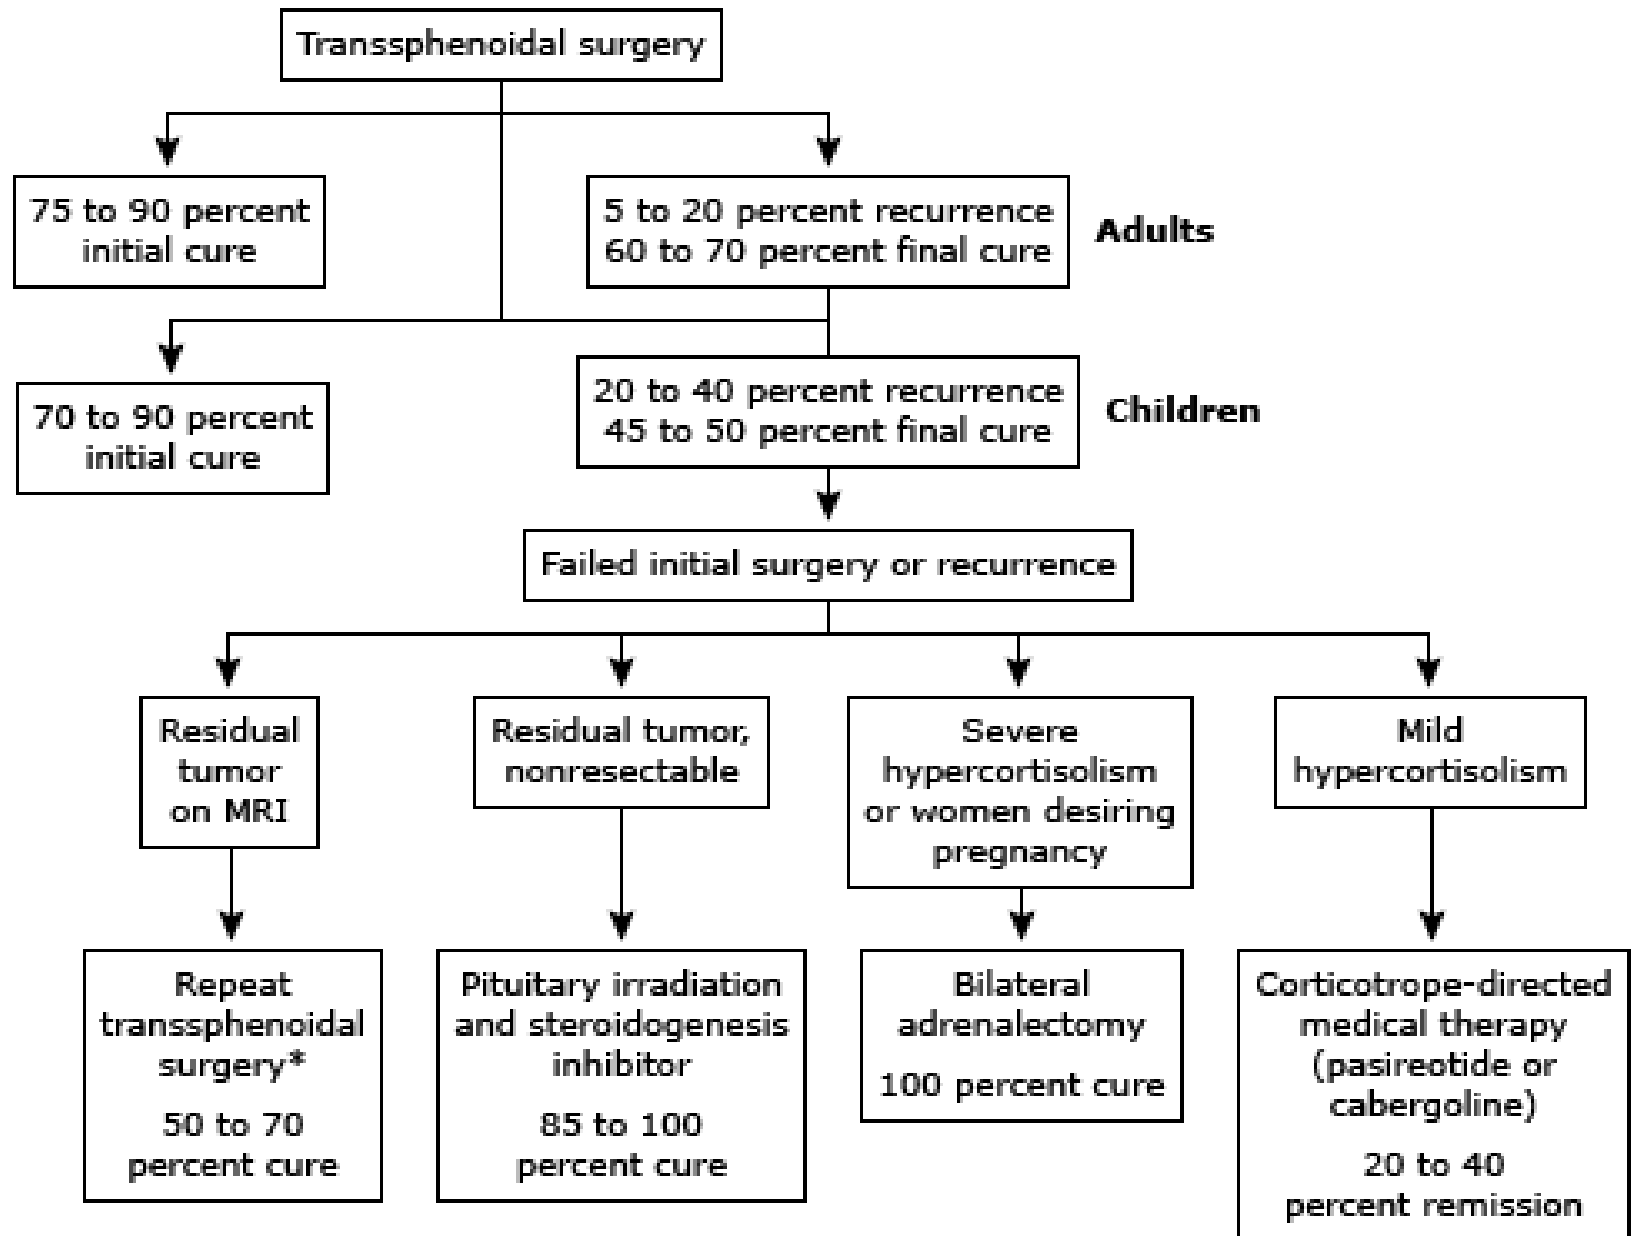 Transsphenoidal surgery
75 to 90 percent
initial cure
5 to 20 percent recurrence
60 to 70 percent final cure
Adults
70 to 90 percent
initial cure
20 to 40 percent recurrence
45 to 50 percent final cure
Children
Failed initial surgery or recurrence
Residual
tumor
on MRI
Residual tumor,
nonresectable
Severe
hypercortisolism
or women desiring
pregnancy
Mild
hypercortisolism
Repeat
transsphenoidal
surgery*
50 to 70
percent cure
Pituitary irradiation
and steroidogenesis
inhibitor
85 to 100
percent cure
Bilateral
adrenalectomy
100 percent cure
Corticotrope-directed
medical therapy
(pasireotide or
cabergoline)
20 to 40
percent remission